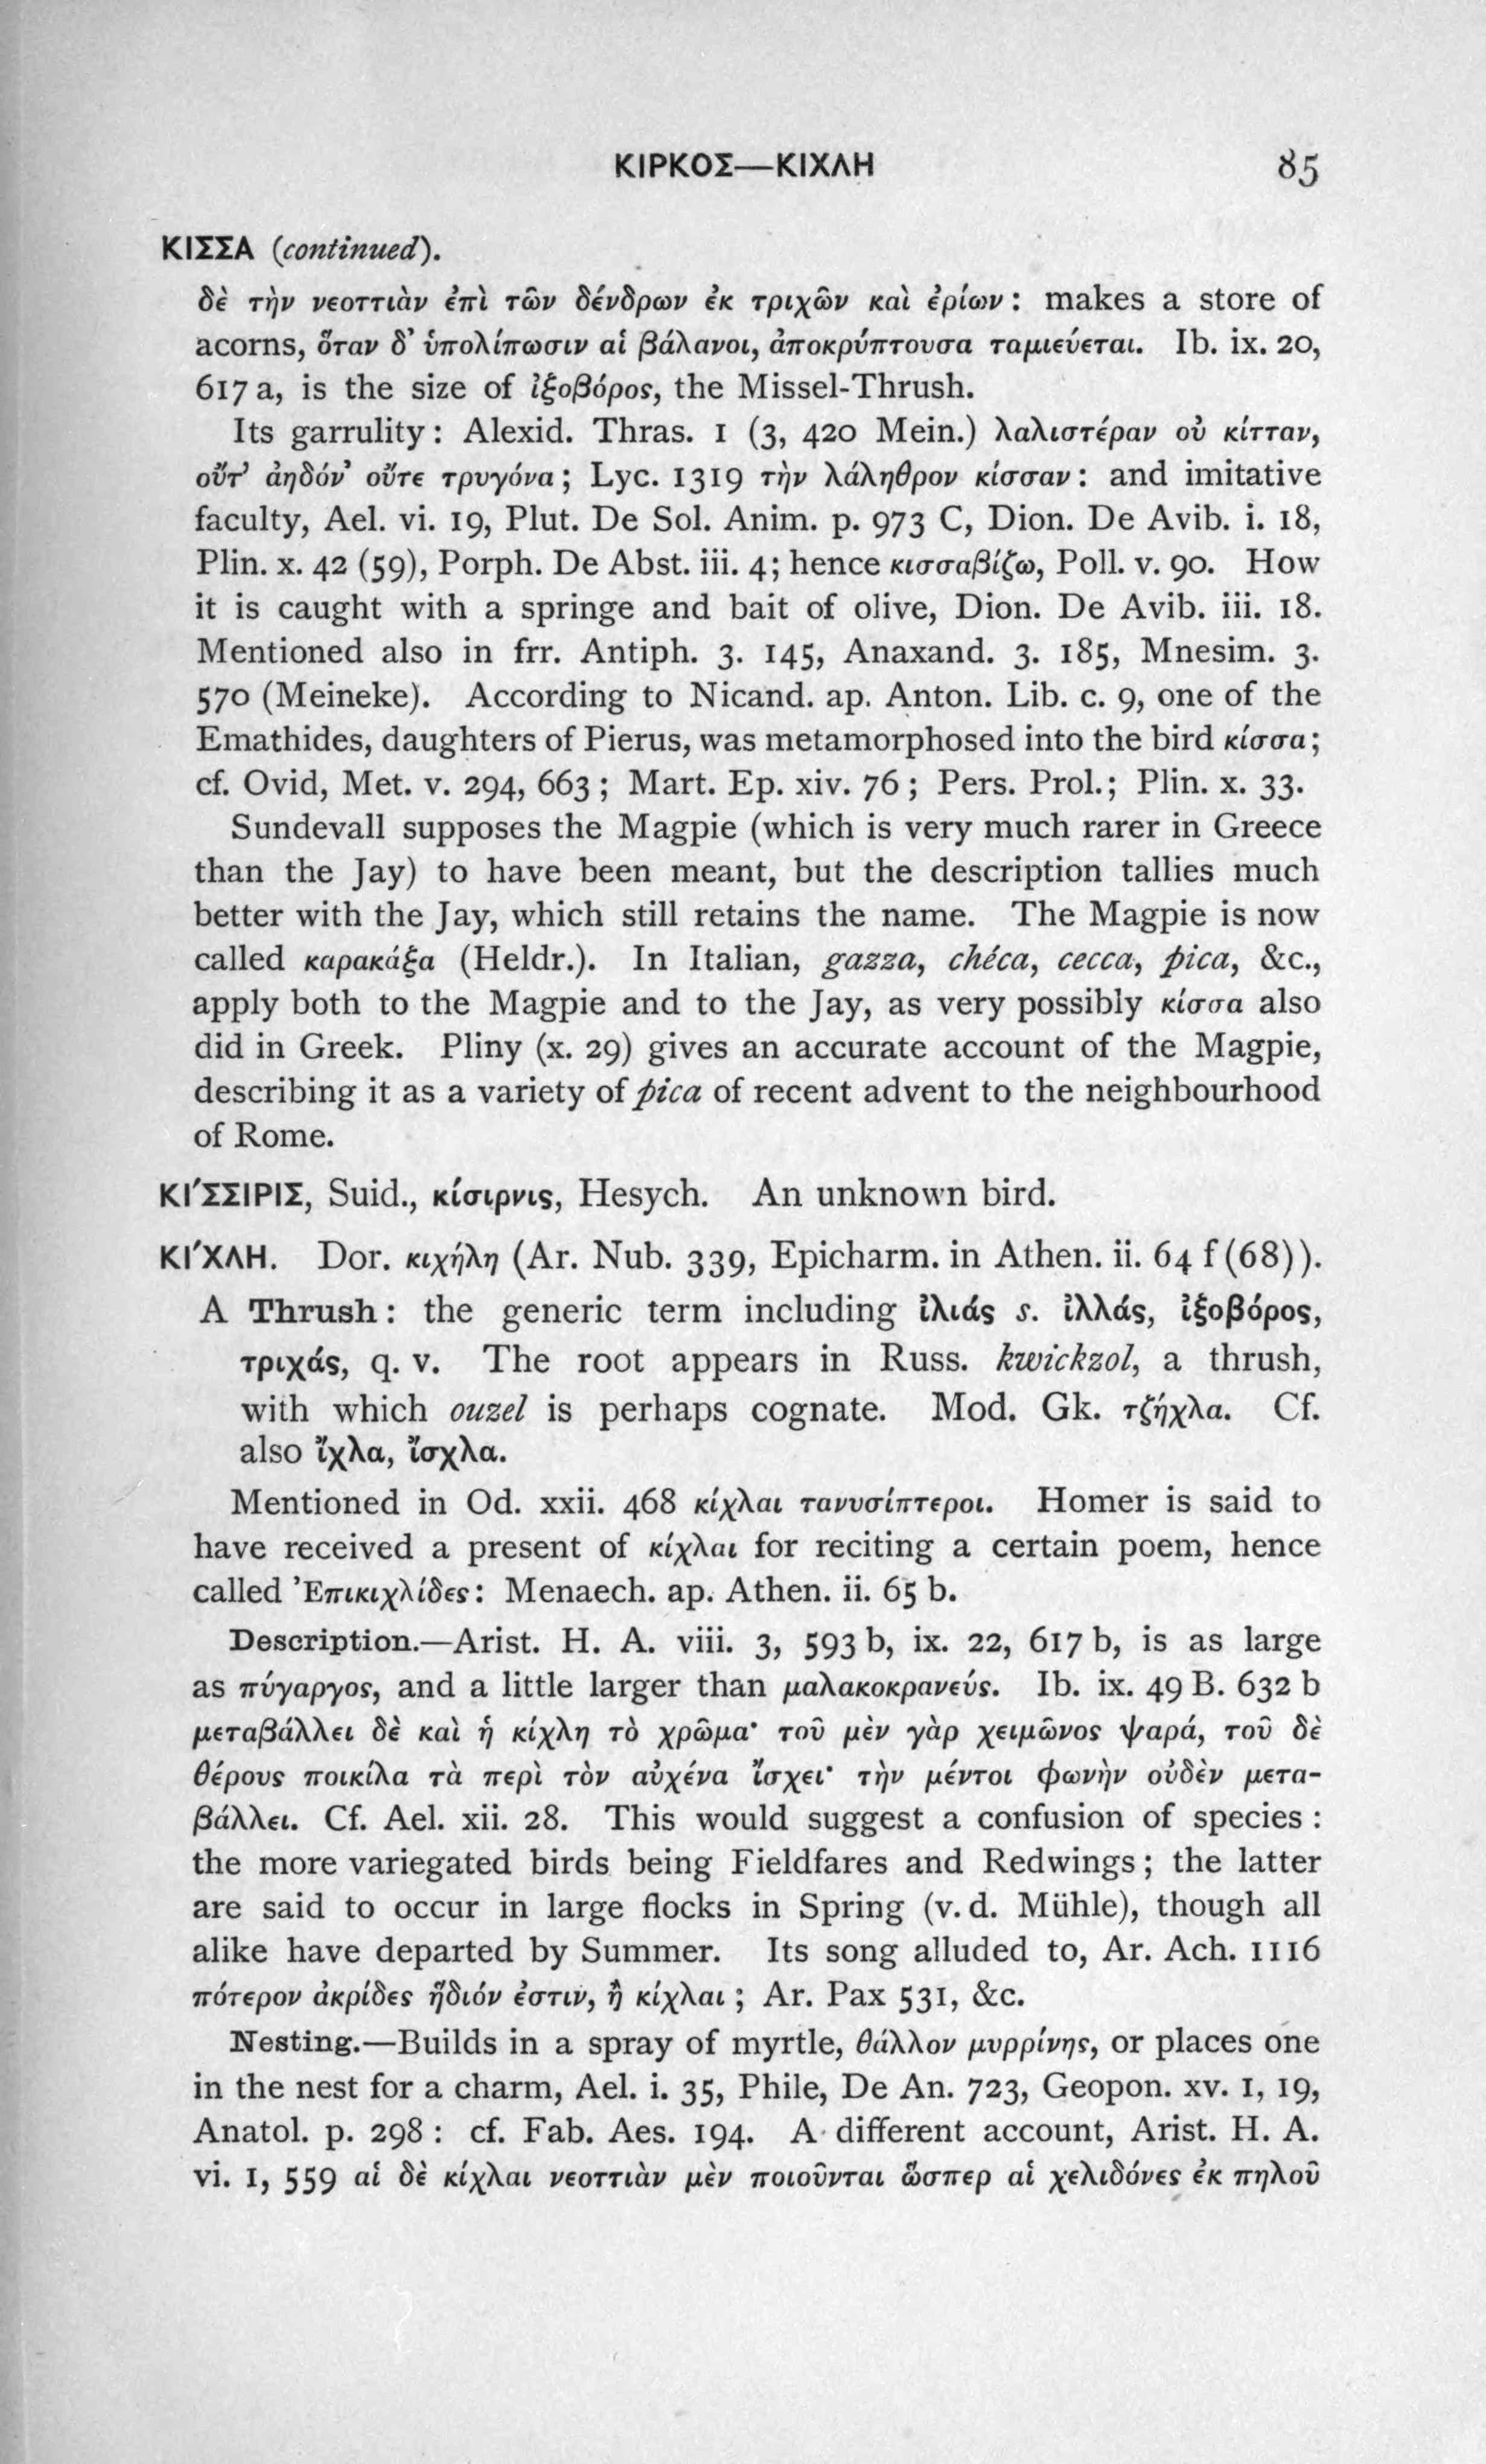 ΚΙΡΚΟΣ—ΚΙΧΛΗ 85
ΚΙΣΣΑ (continued).
δὲ τὴν νεοττιὰν ἐπὶ τῶν δένδρων ἐκ τριχῶν καὶ ἐρίων: makes a store of
acorns, ὅταν δ' ὑπολίπωσιν αἱ βάλανοι, ἀποκρύπτουσα ταμιεύεται. Ib. ix. 20,
617 a, is the size of ἰξοβόρος, the Missel-Thrush.
Its garrulity: Alexid. Thras. 1 (3, 420 Mein.) λαλιστέραν οὐ κίτταν,
οὔτ' ἀηδόν' οὔτε τρυγόνα; Lyc. 1319 τὴν λάληθρον κίσσαν: and imitative
faculty, Ael. vi. 19, Plut. De Sol. Anim. p. 973 C, Dion. De Avib. i. 18,
Plin. x. 42 (59), Porph. De Abst. iii. 4; hence κισσαβίζω, Poll. v. 90. How
it is caught with a springe and bait of olive, Dion. De Avib. iii. 18.
Mentioned also in frr. Antiph. 3. 145, Anaxand. 3. 185, Mnesim. 3.
570 (Meineke). According to Nicand. ap. Anton. Lib. c. 9, one of the
Emathides, daughters of Pierus, was metamorphosed into the bird κίσσα;
cf. Ovid, Met. v. 294, 663; Mart. Ep. xiv. 76; Pers. Prol.; Plin. x. 33.
Sundevall supposes the Magpie (which is very much rarer in Greece
than the Jay) to have been meant, but the description tallies much
better with the Jay, which still retains the name. The Magpie is now
called καρακάξα (Heldr.). In Italian, gazza, chéca, cecca, pica, &c.,
apply both to the Magpie and to the Jay, as very possibly κίσσα also
did in Greek. Pliny (x. 29) gives an accurate account of the Magpie,
describing it as a variety of pica of recent advent to the neighbourhood
of Rome.
ΚΙ'ΣΣΙΡΙΣ, Suid., κίσιρνις, Hesych. An unknown bird.
ΚΙ'ΧΛΗ. Dor. κιχήλη (Ar. Nub. 339, Epicharm. in Athen. ii. 64 f (68)).
A Thrush: the generic term including ἰλιάς s. ἰλλάς, ἰξοβόρος,
τριχάς, q. v. The root appears in Russ. kwickzol, a thrush,
with which ouzel is perhaps cognate. Mod. Gk. τζήχλα. Cf.
also ἴχλα, ἴσχλα.
Mentioned in Od. xxii. 468 κίχλαι τανυσίπτεροι. Homer is said to
have received a present of κίχλαι for reciting a certain poem, hence
called Ἐπικιχλίδες: Menaech. ap. Athen. ii. 65 b.
Description.—Arist. H. A. viii. 3, 593 b, ix. 22, 617 b, is as large
as πύγαργος, and a little larger than μαλακοκρανεύς. Ib. ix. 49 B. 632 b
μεταβάλλει δὲ καὶ ἡ κίχλη τὸ χρῶμα· τοῦ μὲν γὰρ χειμῶνος ψαρά, τοῦ δὲ
θέρους ποικίλα τὰ περὶ τὸν αὐχένα ἴσχει· τὴν μέντοι φωνὴν οὐδὲν μετα-
βάλλει. Cf. Ael. xii. 28. This would suggest a confusion of species:
the more variegated birds being Fieldfares and Redwings; the latter
are said to occur in large flocks in Spring (v. d. Mühle), though all
alike have departed by Summer. Its song alluded to, Ar. Ach. 1116
πότερον ἀκρίδες ἥδιόν ἐστιν, ἢ κίχλαι; Ar. Pax 531, &c.
Nesting.—Builds in a spray of myrtle, θάλλον μυρρίνης, or places one
in the nest for a charm, Ael. i. 35, Phile, De An. 723, Geopon. xv. 1, 19,
Anatol. p. 298: cf. Fab. Aes. 194. A different account, Arist. H. A.
vi. 1, 559 αἱ δὲ κίχλαι νεοττιὰν μὲν ποιοῦνται ὥσπερ αἱ χελιδόνες ἐκ πηλοῦ